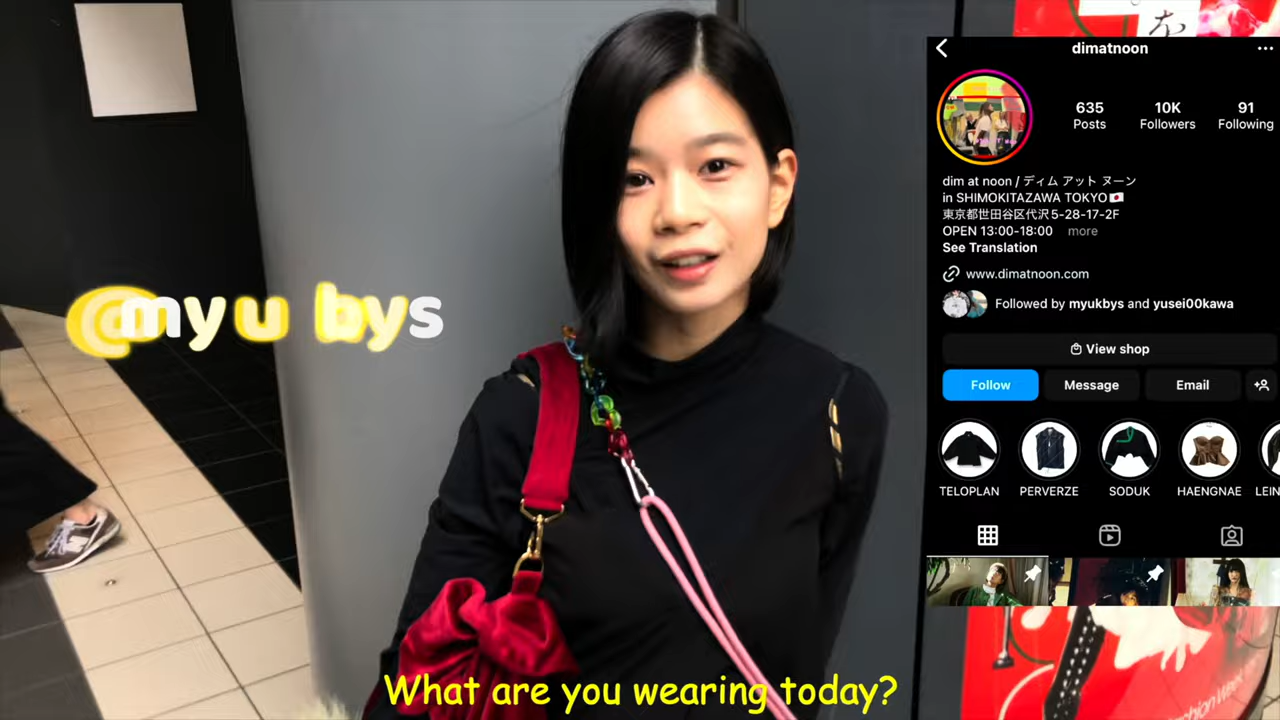 @myu bys
What are you wearing today?
dimatnoon
635
Posts
10K
Followers
91
Following
dim at noon / ディム アット ヌーン
in SHIMOKITAZAWA TOKYO🇯🇵
東京都世田谷区代沢5-28-17-2F
OPEN 13:00-18:00 more
See Translation
www.dimatnoon.com
Followed by myukbys and yusei00kawa
View shop
Follow
Message
Email
TELOPLAN
PERVERZE
SODUK
HAENGNAE
LEIN